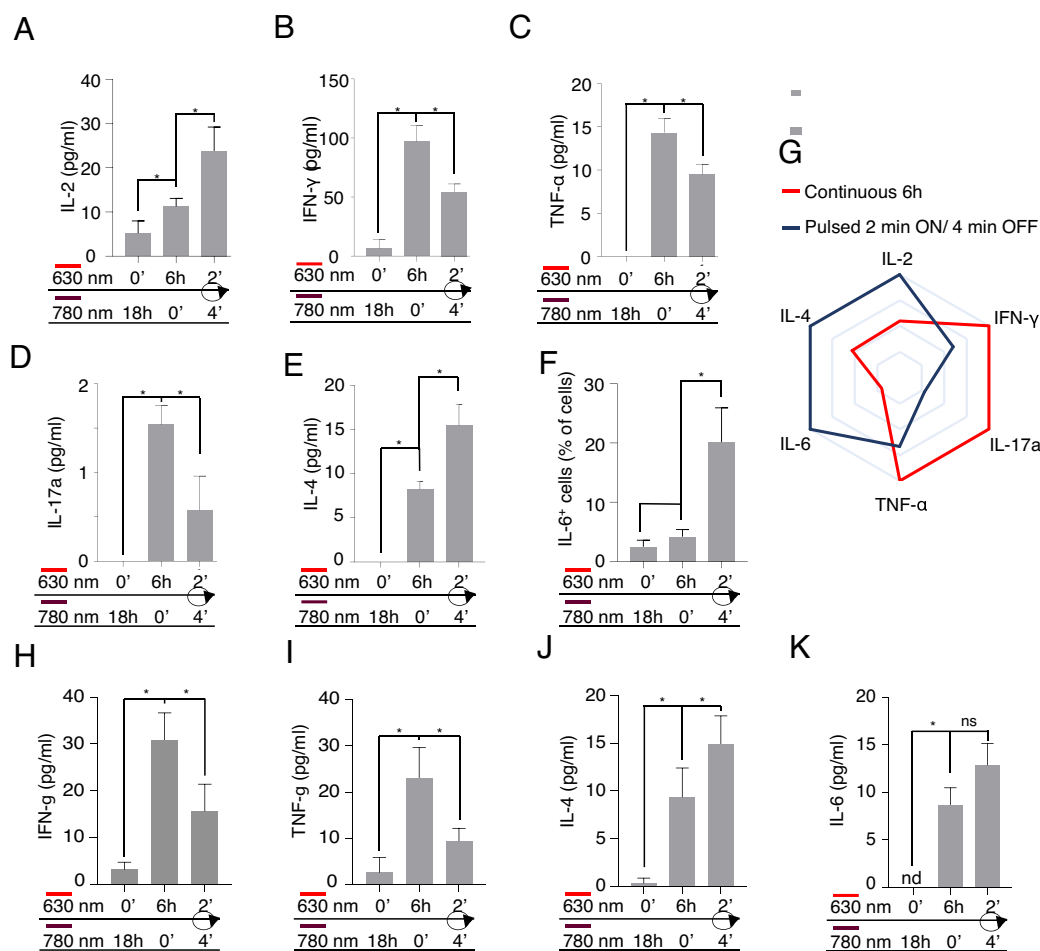 A
IL-2 (pg/ml)
40
30
20
10
0
*
*
630 nm 0’ 6h 2’
780 nm 18h 0’ 4’
B
IFN-γ (pg/ml)
150
100
50
0
* *
630 nm 0’ 6h 2’
780 nm 18h 0’ 4’
C
TNF-α (pg/ml)
20
15
10
5
0
* *
630 nm 0’ 6h 2’
780 nm 18h 0’ 4’
G
Continuous 6h
Pulsed 2 min ON/ 4 min OFF
IL-2
IL-4
IFN-γ
IL-6
IL-17a
TNF-α
D
IL-17a (pg/ml)
2
1
0
* *
630 nm 0’ 6h 2’
780 nm 18h 0’ 4’
E
IL-4 (pg/ml)
20
15
10
5
0
*
*
630 nm 0’ 6h 2’
780 nm 18h 0’ 4’
F
IL-6+ cells (% of cells)
40
30
20
10
0
*
630 nm 0’ 6h 2’
780 nm 18h 0’ 4’
H
IFN-g (pg/ml)
40
30
20
10
0
* *
630 nm 0’ 6h 2’
780 nm 18h 0’ 4’
I
TNF-g (pg/ml)
40
30
20
10
0
* *
630 nm 0’ 6h 2’
780 nm 18h 0’ 4’
J
IL-4 (pg/ml)
20
15
10
5
0
* *
630 nm 0’ 6h 2’
780 nm 18h 0’ 4’
K
IL-6 (pg/ml)
20
15
10
5
0
* ns
nd
630 nm 0’ 6h 2’
780 nm 18h 0’ 4’